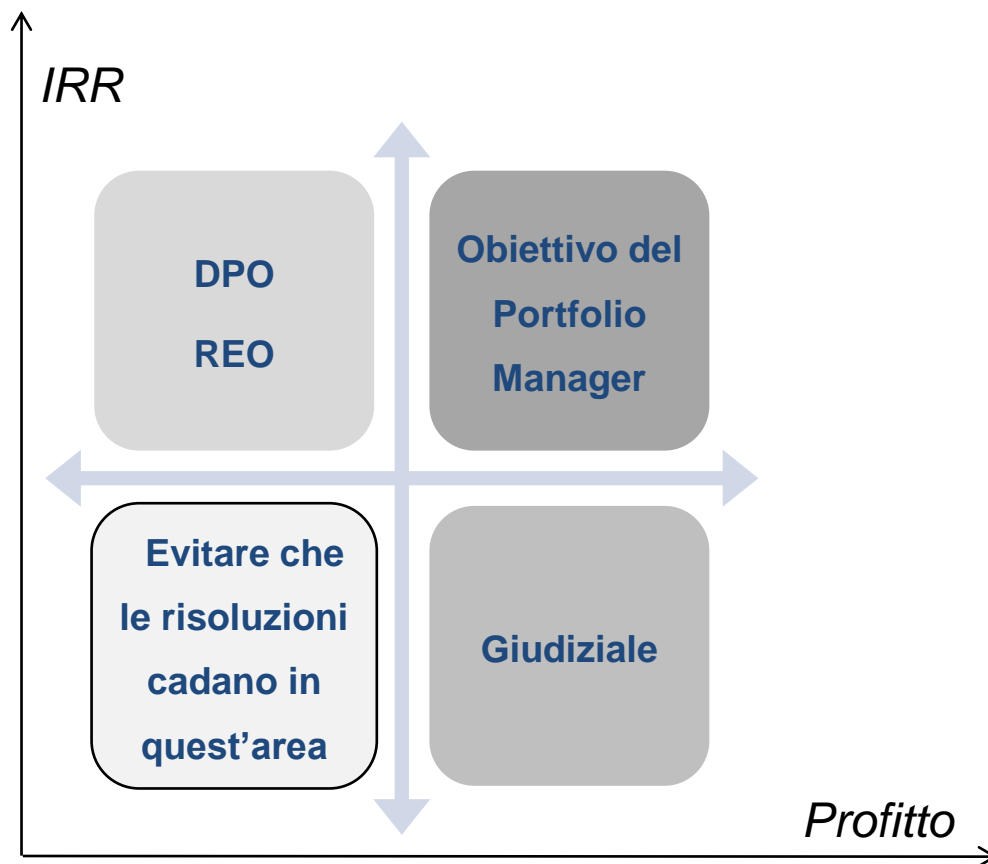 IRR
DPO
REO
Obiettivo del
Portfolio
Manager
Evitare che
le risoluzioni
cadano in
quest’area
Giudiziale
Profitto